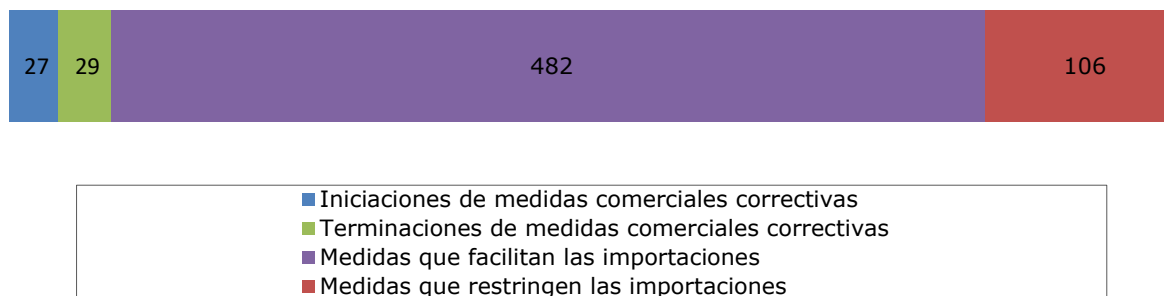 27 29 482 106
Iniciaciones de medidas comerciales correctivas
Terminaciones de medidas comerciales correctivas
Medidas que facilitan las importaciones
Medidas que restringen las importaciones